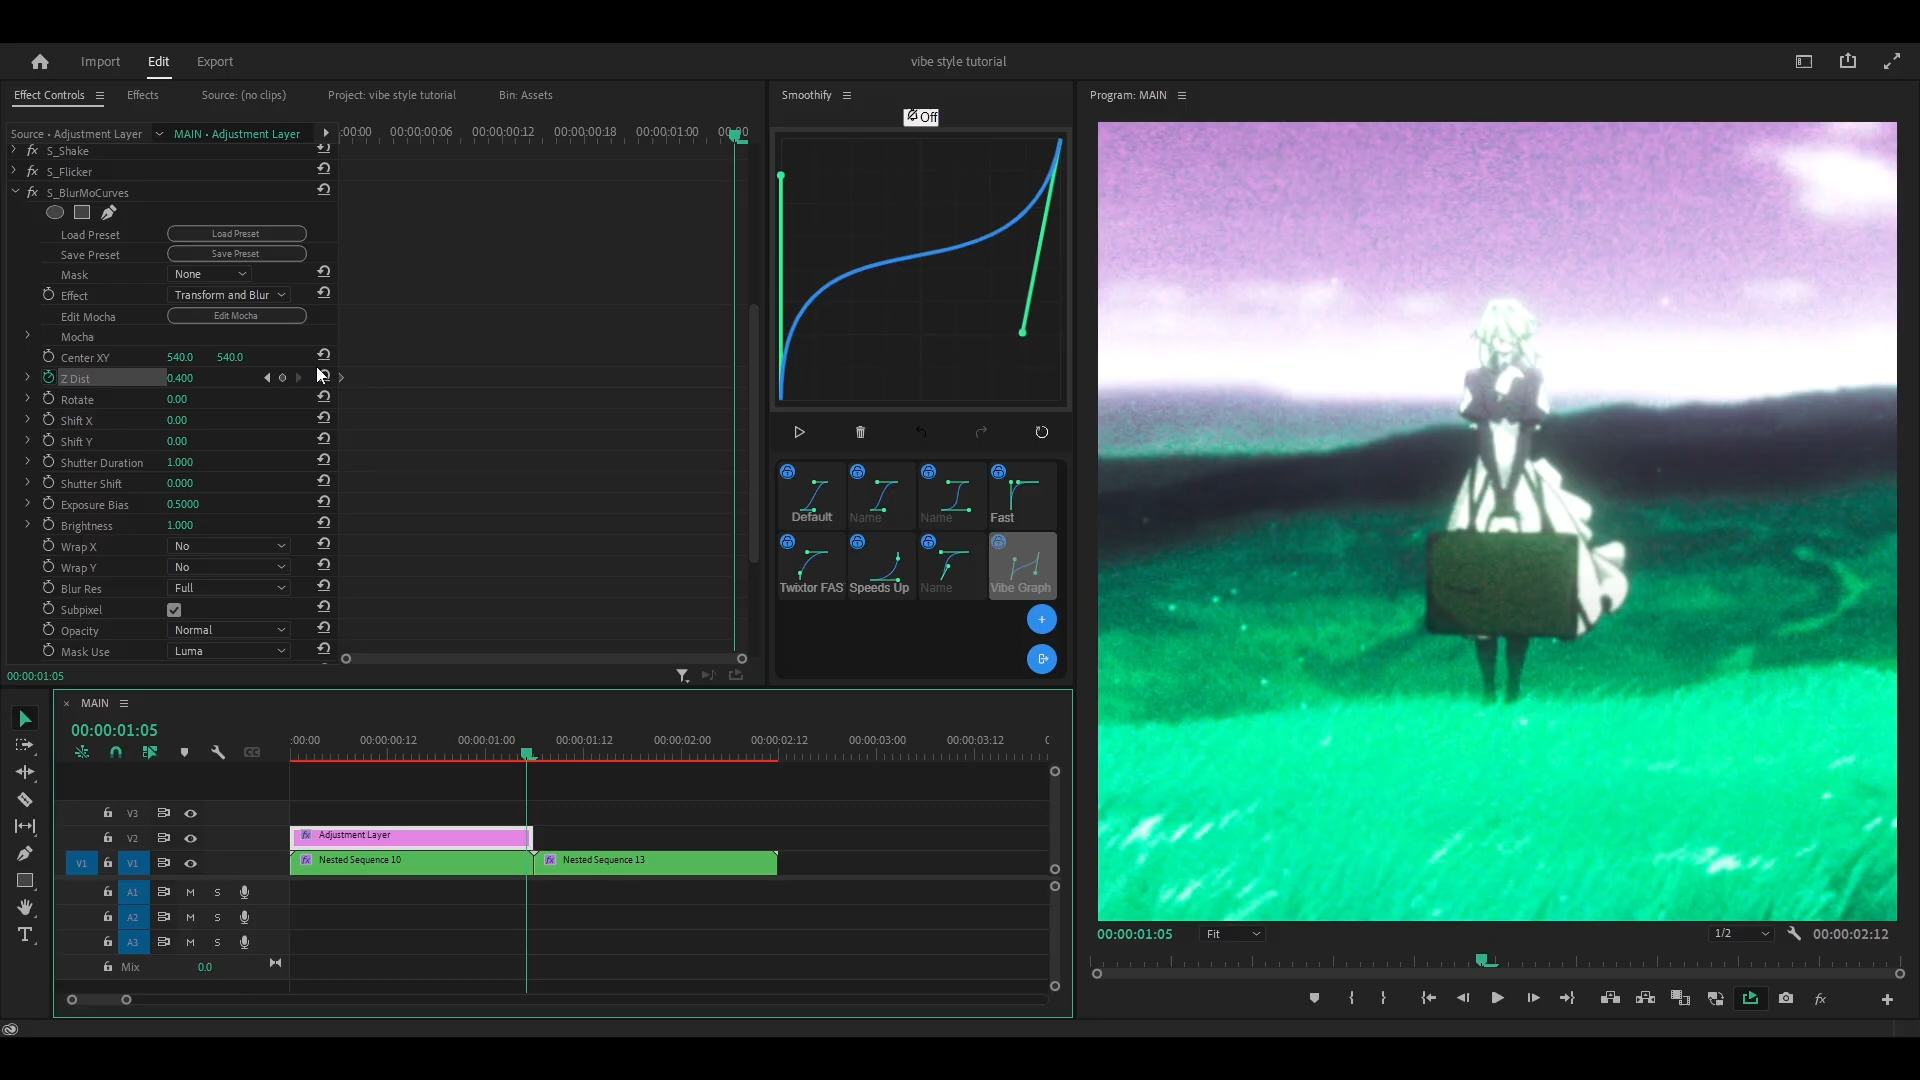 Import
Edit
Export
vibe style tutorial
Effect Controls
Effects
Source: (no clips)
Project: vibe style tutorial
Bin: Assets
Smoothify
Program: MAIN
Off
Source • Adjustment Layer
MAIN • Adjustment Layer
:00:00
00:00:00:06
00:00:00:12
00:00:00:18
00:00:01:00
00:00
fx S_Shake
fx S_Flicker
fx S_BlurMoCurves
Load Preset
Load Preset
Save Preset
Save Preset
Mask
None
Effect
Transform and Blur
Edit Mocha
Edit Mocha
Mocha
Center XY
540.0
540.0
Z Dist
0.400
Rotate
0.00
Shift X
0.00
Shift Y
0.00
Shutter Duration
1.000
Shutter Shift
0.000
Exposure Bias
0.5000
Brightness
1.000
Wrap X
No
Wrap Y
No
Blur Res
Full
Subpixel
Opacity
Normal
Mask Use
Luma
00:00:01:05
Default
Name
Name
Fast
Twixtor FAS
Speeds Up
Name
Vibe Graph
MAIN
00:00:01:05
:00:00
00:00:00:12
00:00:01:00
00:00:01:12
00:00:02:00
00:00:02:12
00:00:03:00
00:00:03:12
V3
V2
fx Adjustment Layer
V1
V1
fx Nested Sequence 10
fx Nested Sequence 13
A1
M
S
A2
M
S
A3
M
S
Mix
0.0
00:00:01:05
Fit
1/2
00:00:02:12
fx